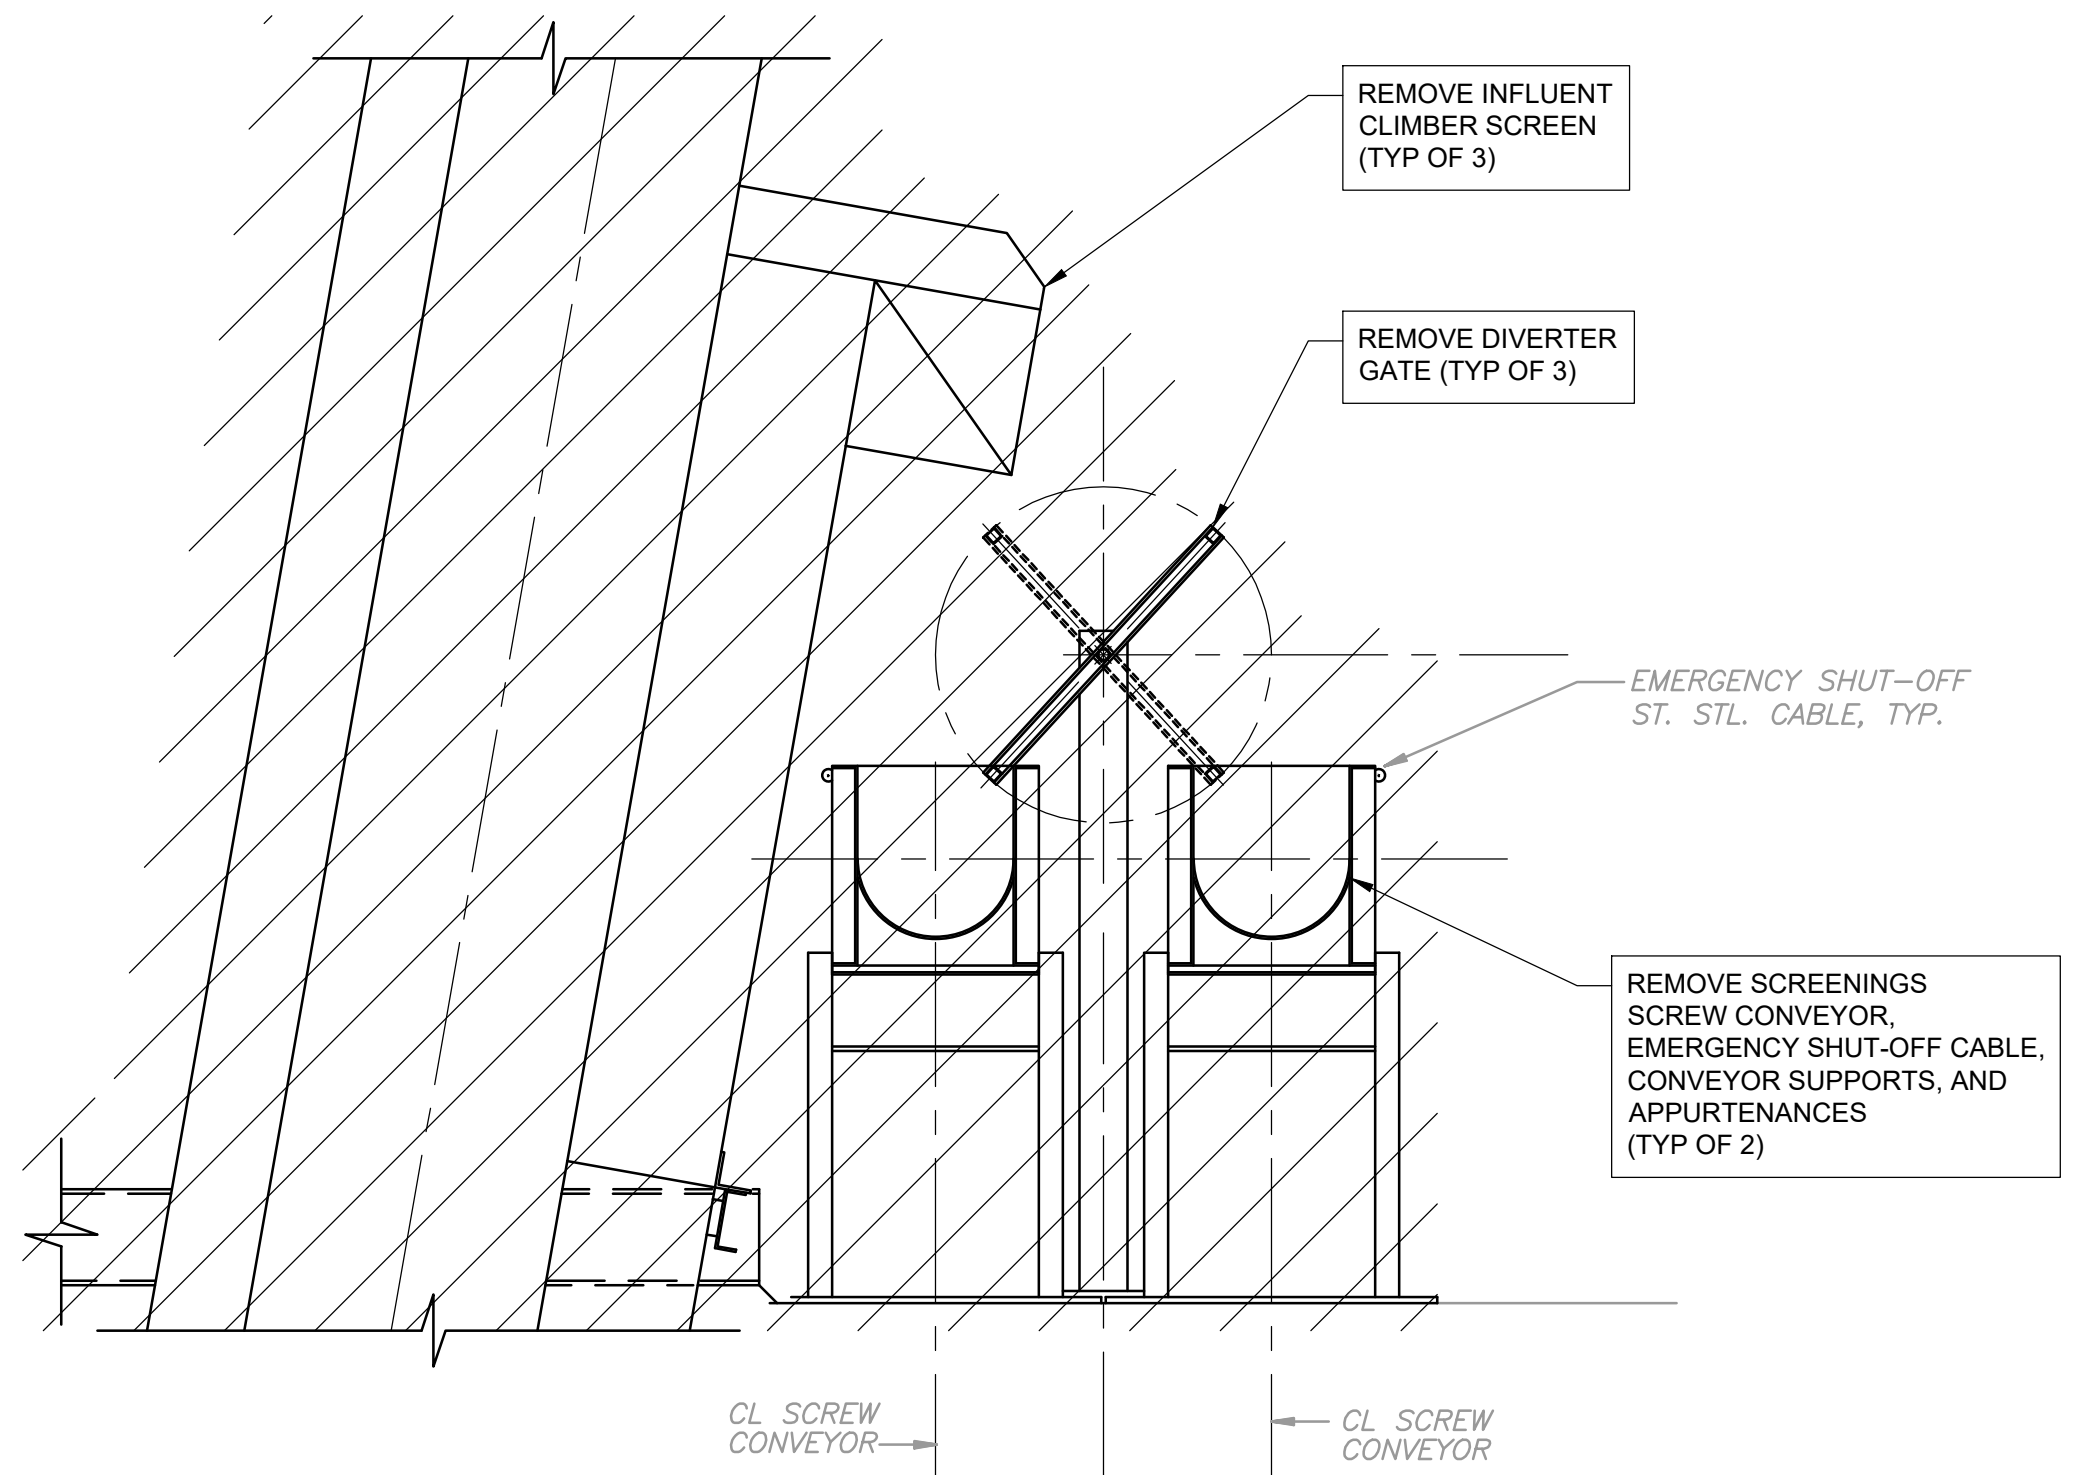 REMOVE INFLUENT
CLIMBER SCREEN
(TYP OF 3)
REMOVE DIVERTER
GATE (TYP OF 3)
EMERGENCY SHUT-OFF
ST. STL. CABLE, TYP.
REMOVE SCREENINGS
SCREW CONVEYOR,
EMERGENCY SHUT-OFF CABLE,
CONVEYOR SUPPORTS, AND
APPURTENANCES
(TYP OF 2)
CL SCREW
CONVEYOR
CL SCREW
CONVEYOR